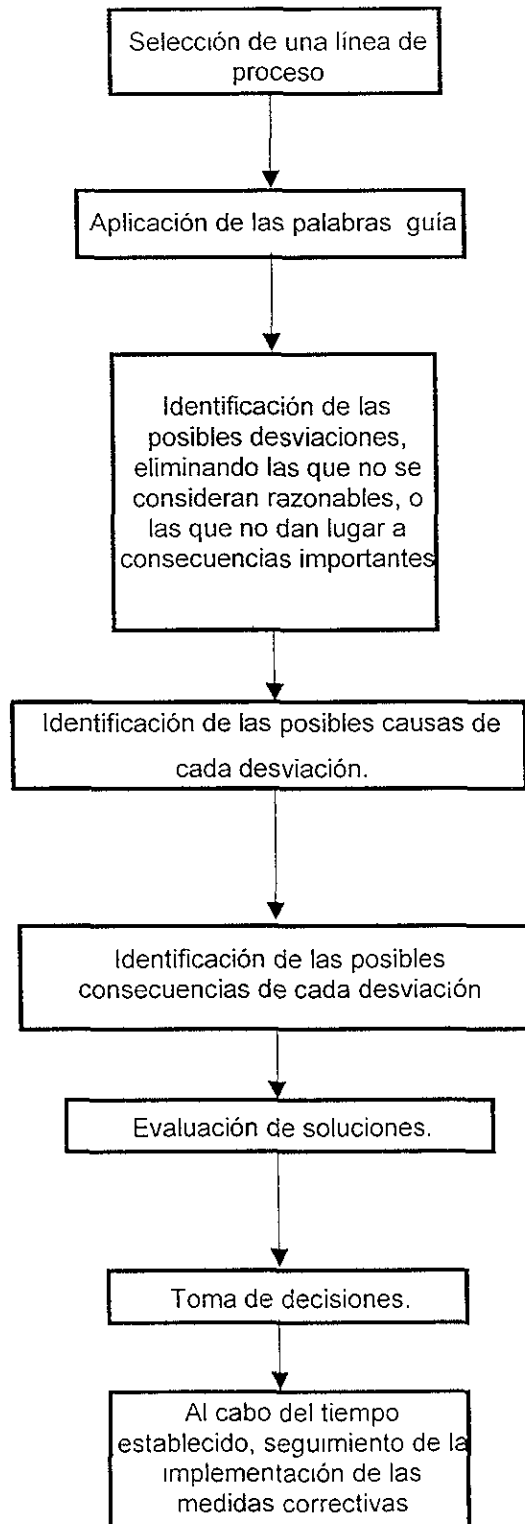 Selección de una línea de
proceso
Aplicación de las palabras guía
Identificación de las
posibles desviaciones,
eliminando las que no se
consideran razonables, o
las que no dan lugar a
consecuencias importantes
Identificación de las posibles causas de
cada desviación.
Identificación de las posibles
consecuencias de cada desviación
Evaluación de soluciones.
Toma de decisiones.
Al cabo del tiempo
establecido, seguimiento de la
implementación de las
medidas correctivas